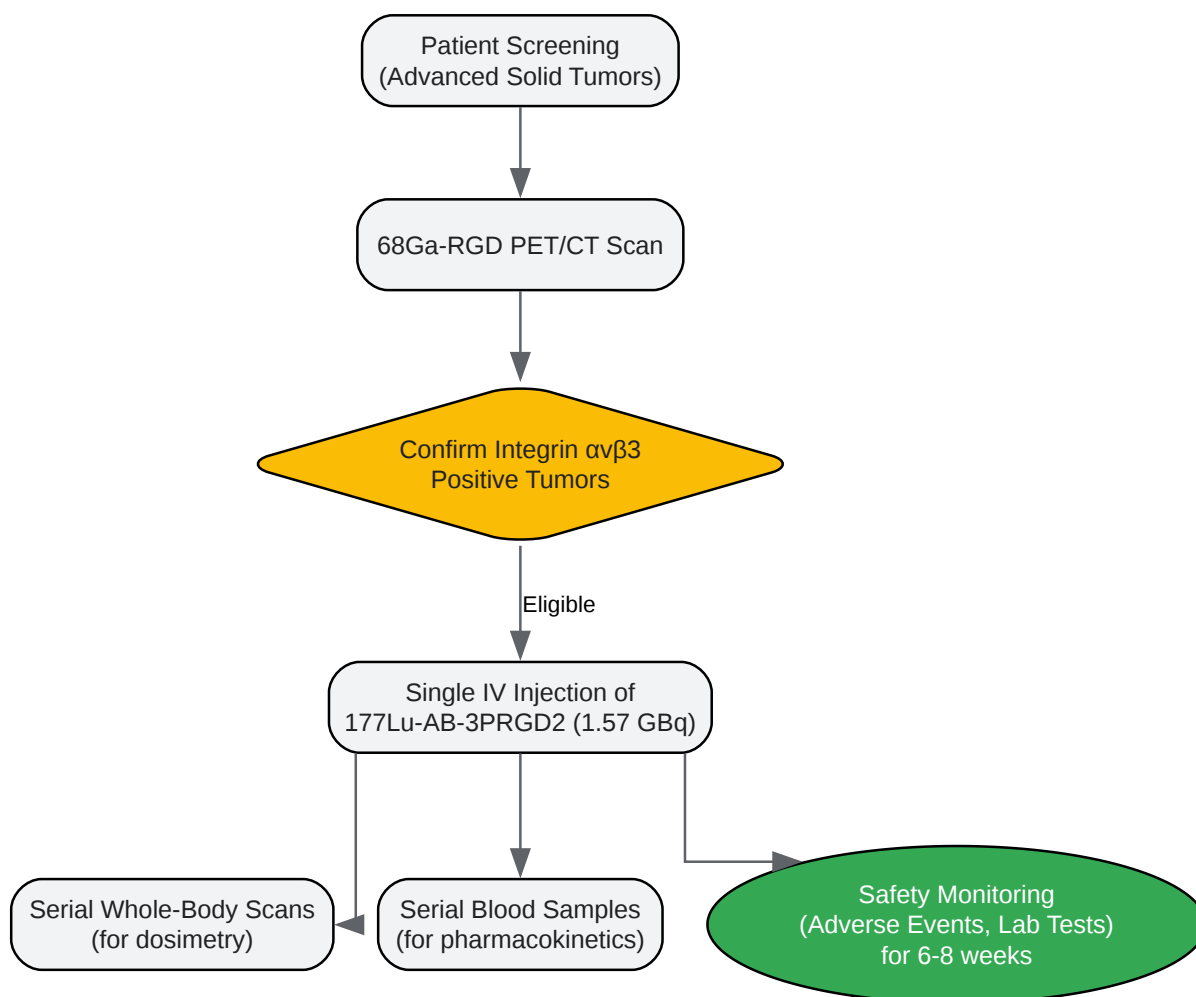 Patient Screening
(Advanced Solid Tumors)
68Ga-RGD PET/CT Scan
Confirm Integrin αvβ3
Positive Tumors
Eligible
Single IV Injection of
177Lu-AB-3PRGD2 (1.57 GBq)
Serial Whole-Body Scans
(for dosimetry)
Serial Blood Samples
(for pharmacokinetics)
Safety Monitoring
(Adverse Events, Lab Tests)
for 6-8 weeks